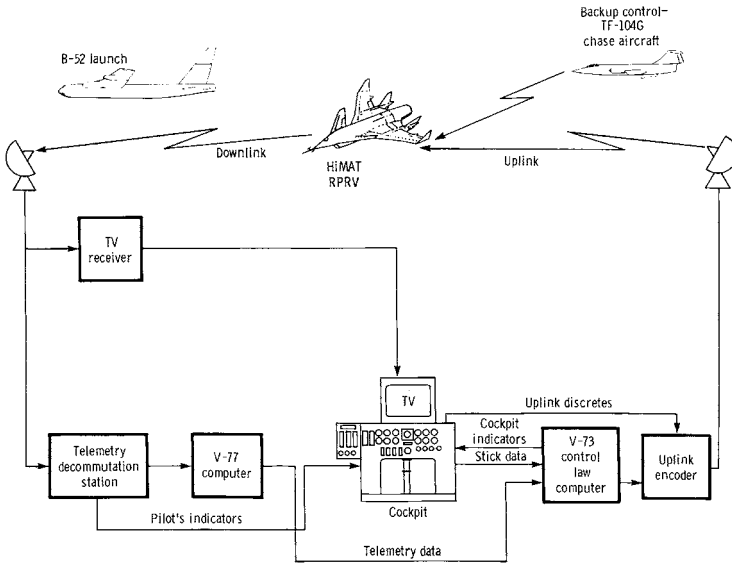 Backup control–
TF-104G
chase aircraft
B-52 launch
Downlink
HiMAT
RPRV
Uplink
TV
receiver
TV
Uplink discretes
Cockpit
indicators
Stick data
Telemetry
decommutation
station
V-77
computer
V-73
control
law
computer
Uplink
encoder
Cockpit
Pilot's indicators
Telemetry data